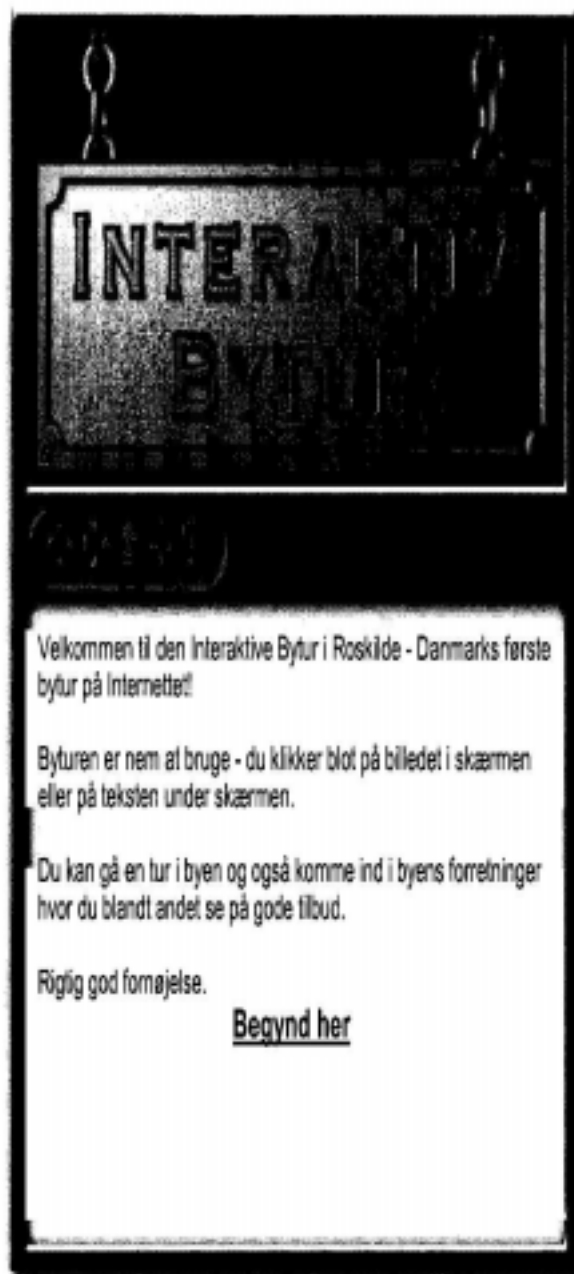 INTERAKTIV
BYTUR
Velkommen til den Interaktive Bytur i Roskilde - Danmarks første
bytur på Internettet!
Byturen er nem at bruge - du klikker blot på billedet i skærmen
eller på teksten under skærmen.
Du kan gå en tur i byen og også komme ind i byens forretninger
hvor du blandt andet se på gode tilbud.
Rigtig god fornøjelse.
Begynd her